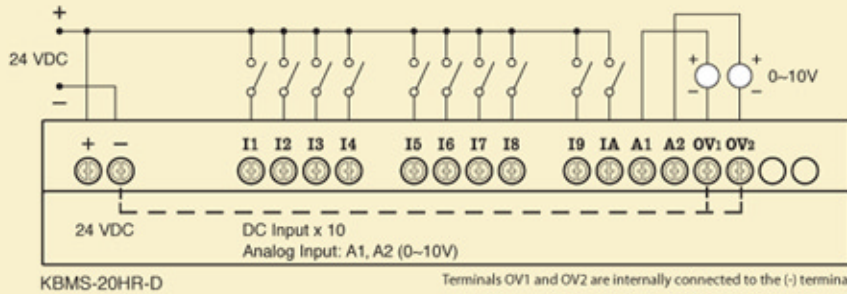 +
24 VDC
−
+ +
− −
0~10V
+ − I1 I2 I3 I4 I5 I6 I7 I8 I9 IA A1 A2 OV1 OV2
24 VDC
DC Input x 10
Analog Input: A1, A2 (0~10V)
KBMS-20HR-D
Terminals OV1 and OV2 are internally connected to the (-) termina